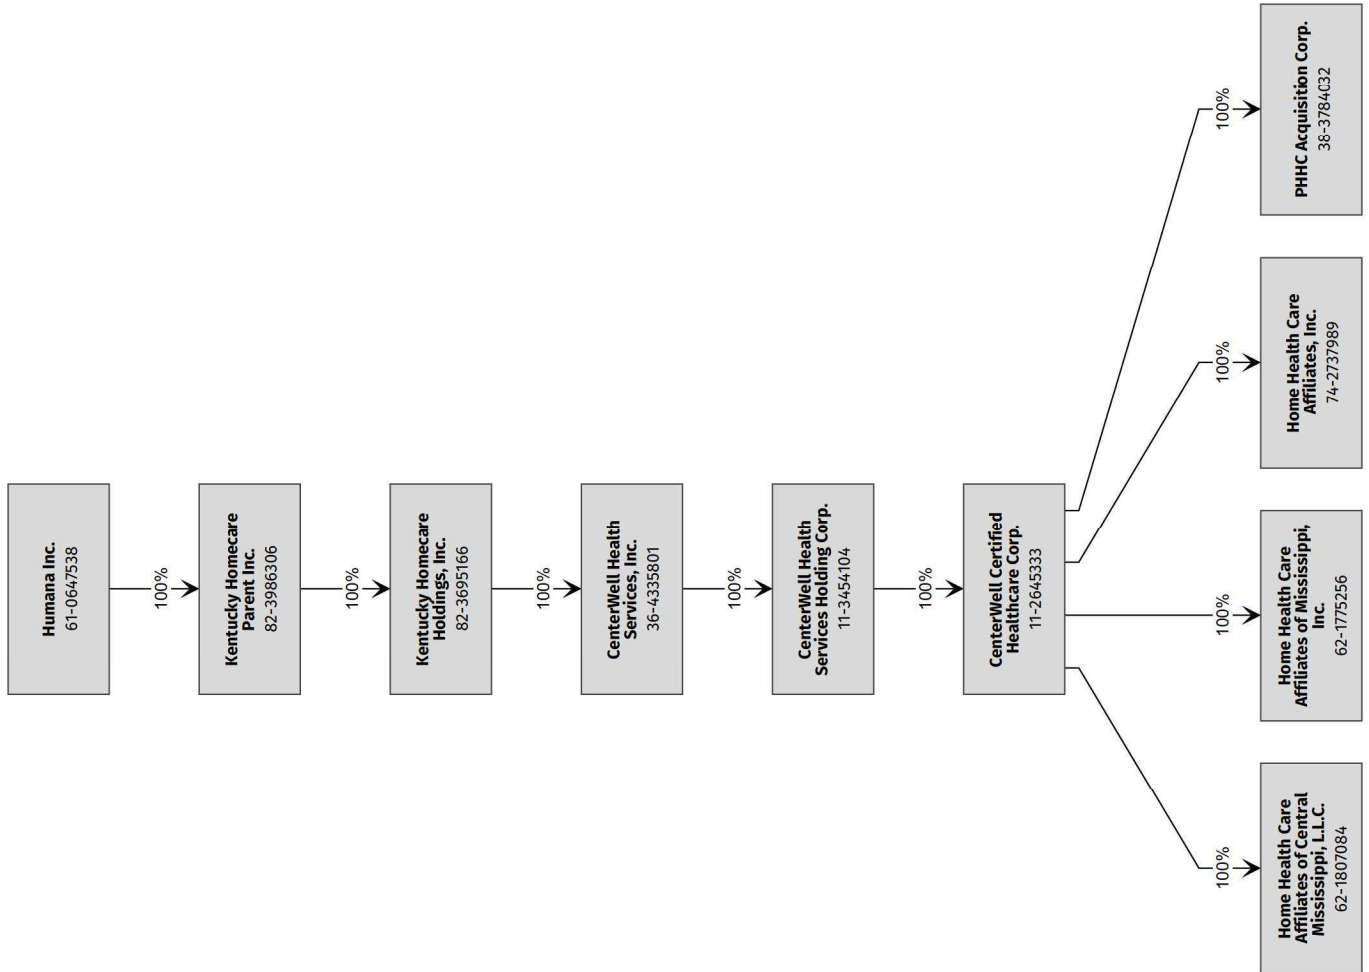 Humana Inc.
61-0647538
100%
Kentucky Homecare
Parent Inc.
82-3986306
100%
Kentucky Homecare
Holdings, Inc.
82-3695166
100%
CenterWell Health
Services, Inc.
36-4335801
100%
CenterWell Health
Services Holding Corp.
11-3454104
100%
CenterWell Certified
Healthcare Corp.
11-2645333
100%
Home Health Care
Affiliates of Central
Mississippi, L.L.C.
62-1807084
100%
Home Health Care
Affiliates of Mississippi,
Inc.
62-1775256
100%
Home Health Care
Affiliates, Inc.
74-2737989
100%
PHHC Acquisition Corp.
38-3784032